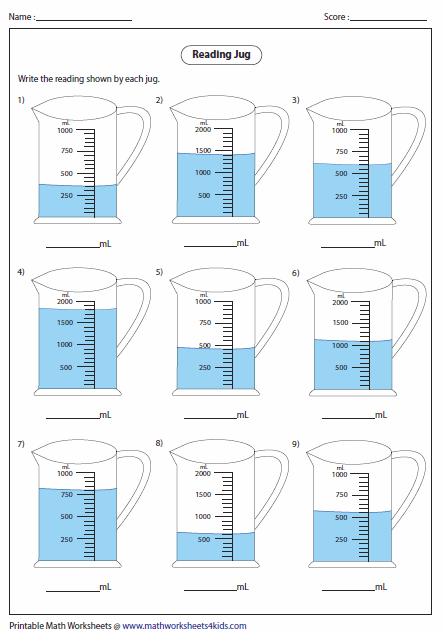 Name : Score :
Reading Jug
Write the reading shown by each jug.
1) 2) 3)
mL mL mL
1000 2000 1000
750 1500 750
500 1000 500
250 500 250
mL mL mL
4) 5) 6)
mL mL mL
2000 1000 2000
1500 750 1500
1000 500 1000
500 250 500
mL mL mL
7) 8) 9)
mL mL mL
1000 2000 1000
750 1500 750
500 1000 500
250 500 250
mL mL mL
Printable Math Worksheets @ www.mathworksheets4kids.com